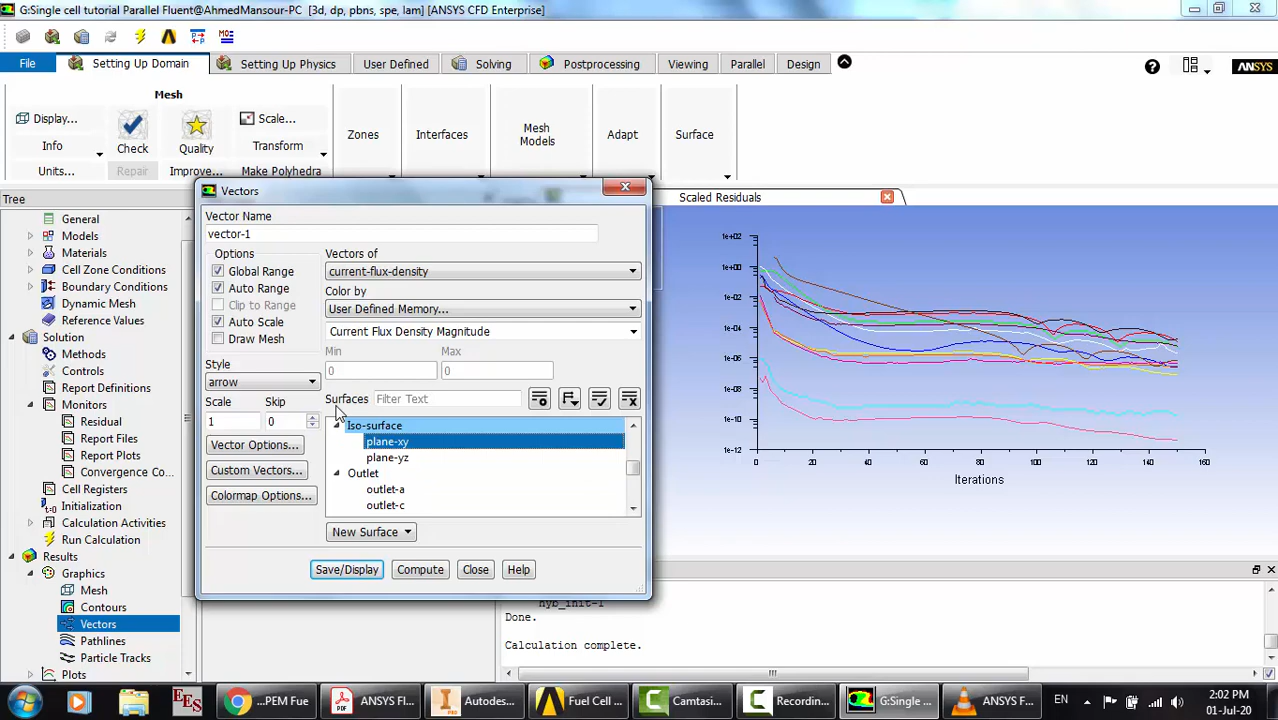 G:Single cell tutorial Parallel Fluent@AhmedMansour-PC [3d, dp, pbns, spe, lam] [ANSYS CFD Enterprise]
File Setting Up Domain Setting Up Physics User Defined Solving Postprocessing Viewing Parallel Design ANSYS
Mesh
Display...
Info
Units...
Check
Repair
Quality
Improve...
Scale...
Transform
Make Polyhedra
Zones
Interfaces
Mesh
Models
Adapt
Surface
Tree
General
Models
Materials
Cell Zone Conditions
Boundary Conditions
Dynamic Mesh
Reference Values
Solution
Methods
Controls
Report Definitions
Monitors
Residual
Report Files
Report Plots
Convergence Co...
Cell Registers
Initialization
Calculation Activities
Run Calculation
Results
Graphics
Mesh
Contours
Vectors
Pathlines
Particle Tracks
Plots
Vectors
Vector Name
vector-1
Options
Global Range
Auto Range
Clip to Range
Auto Scale
Draw Mesh
Style
arrow
Scale Skip
1 0
Vector Options...
Custom Vectors...
Colormap Options...
Vectors of
current-flux-density
Color by
User Defined Memory...
Current Flux Density Magnitude
Min Max
0 0
Surfaces Filter Text
Iso-surface
plane-xy
plane-yz
Outlet
outlet-a
outlet-c
New Surface
Save/Display Compute Close Help
Scaled Residuals
1e+02
1e+00
1e-02
1e-04
1e-06
1e-08
1e-10
1e-12
0 20 40 60 80 100 120 140 160
Iterations
hyb_init-1
Done.
Calculation complete.
EES ...PEM Fue ANSYS Fl... Autodes... Fuel Cell ... Camtasi... Recordin... G:Single ... ANSYS F... EN
2:02 PM
01-Jul-20